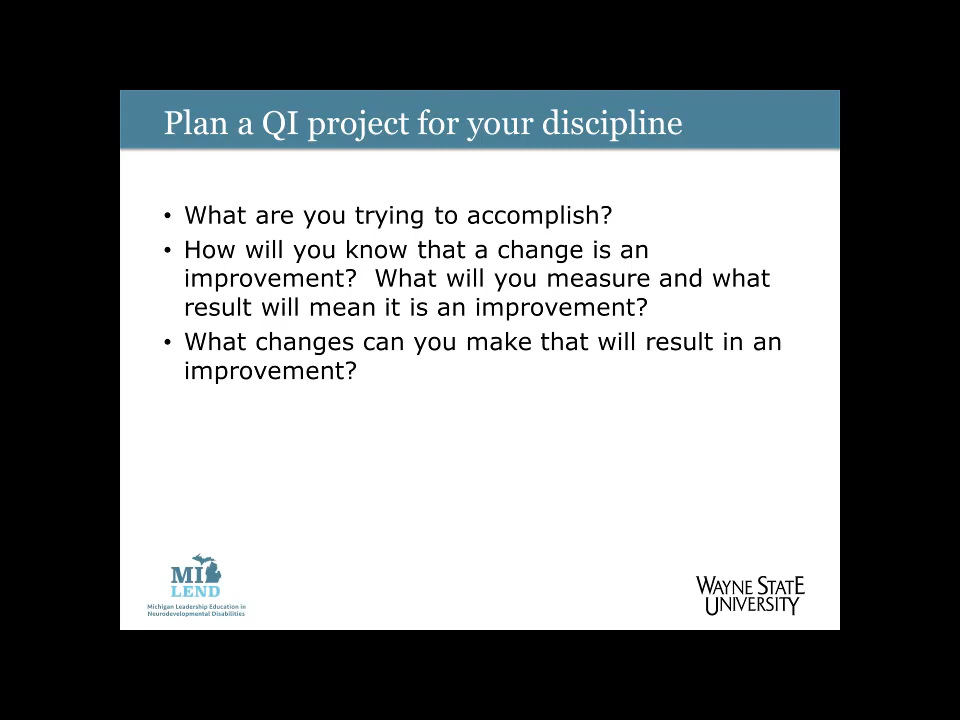 Plan a QI project for your discipline
• What are you trying to accomplish?
• How will you know that a change is an
improvement?  What will you measure and what
result will mean it is an improvement?
• What changes can you make that will result in an
improvement?
MI
LEND
Michigan Leadership Education in
Neurodevelopmental Disabilities
WAYNE STATE
UNIVERSITY